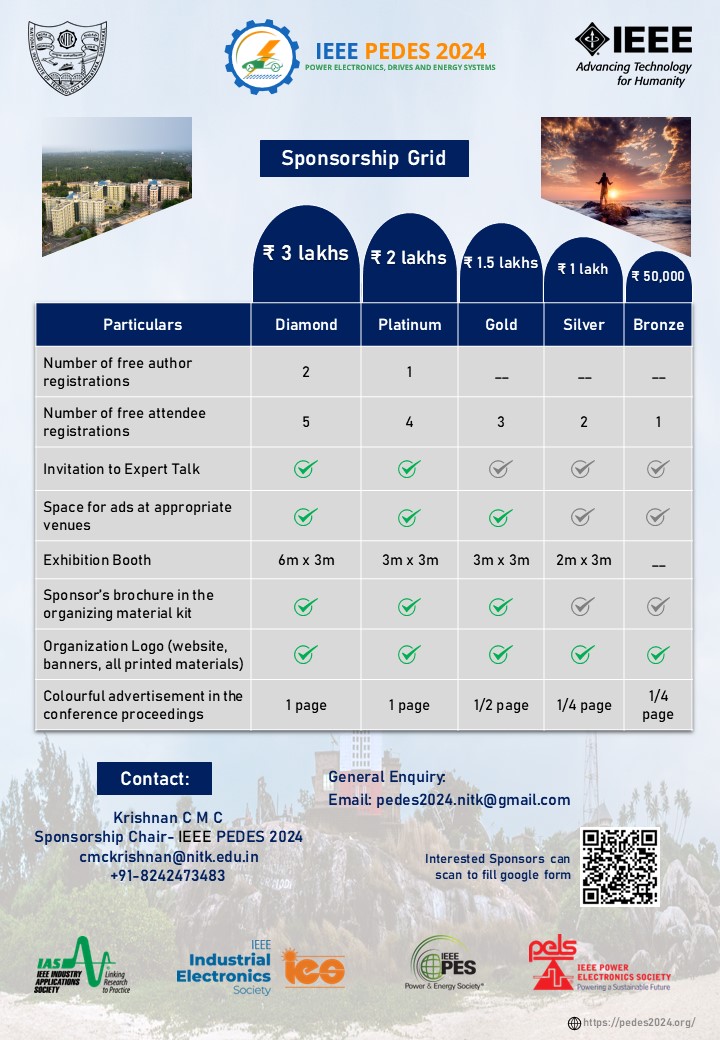 IEEE PEDES 2024
POWER ELECTRONICS, DRIVES AND ENERGY SYSTEMS
IEEE
Advancing Technology
for Humanity
Sponsorship Grid
₹ 3 lakhs
₹ 2 lakhs
₹ 1.5 lakhs
₹ 1 lakh
₹ 50,000
Particulars Diamond Platinum Gold Silver Bronze
Number of free author
registrations
2 1 __ __ __
Number of free attendee
registrations
5 4 3 2 1
Invitation to Expert Talk
Space for ads at appropriate
venues
Exhibition Booth 6m x 3m 3m x 3m 3m x 3m 2m x 3m __
Sponsor's brochure in the
organizing material kit
Organization Logo (website,
banners, all printed materials)
Colourful advertisement in the
conference proceedings
1 page 1 page 1/2 page 1/4 page
1/4
page
Contact:
Krishnan C M C
Sponsorship Chair- IEEE PEDES 2024
cmckrishnan@nitk.edu.in
+91-8242473483
General Enquiry:
Email: pedes2024.nitk@gmail.com
Interested Sponsors can
scan to fill google form
IAS
IEEE INDUSTRY
APPLICATIONS
SOCIETY
Linking
Research
to Practice
IEEE
Industrial
Electronics
Society
ies
IEEE
PES
Power & Energy Society®
pels
IEEE POWER
ELECTRONICS SOCIETY
Powering a Sustainable Future
https://pedes2024.org/